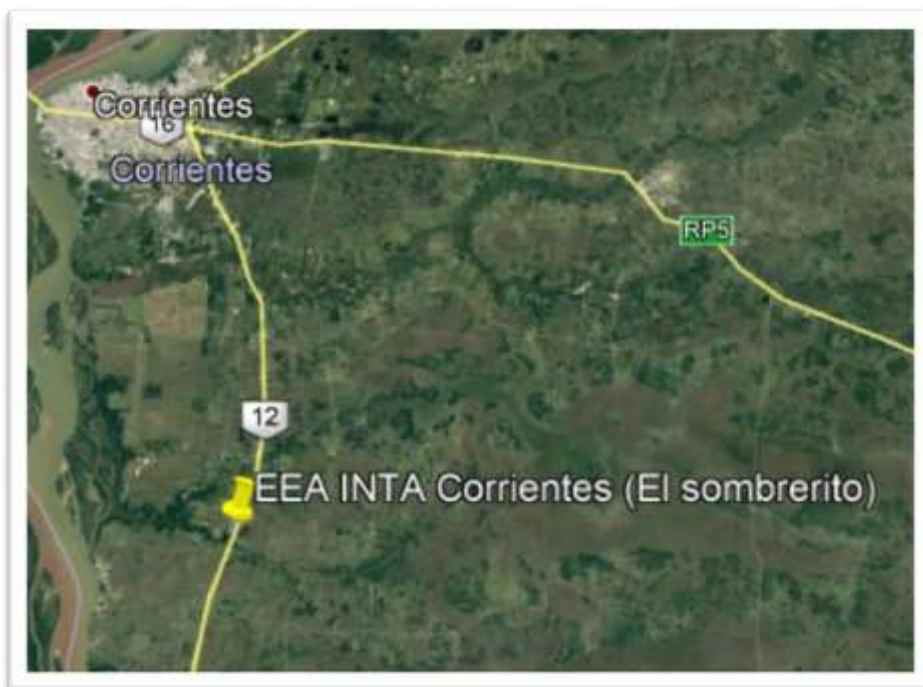 Corrientes
16
Corrientes
RP5
12
EEA INTA Corrientes (El sombrerito)